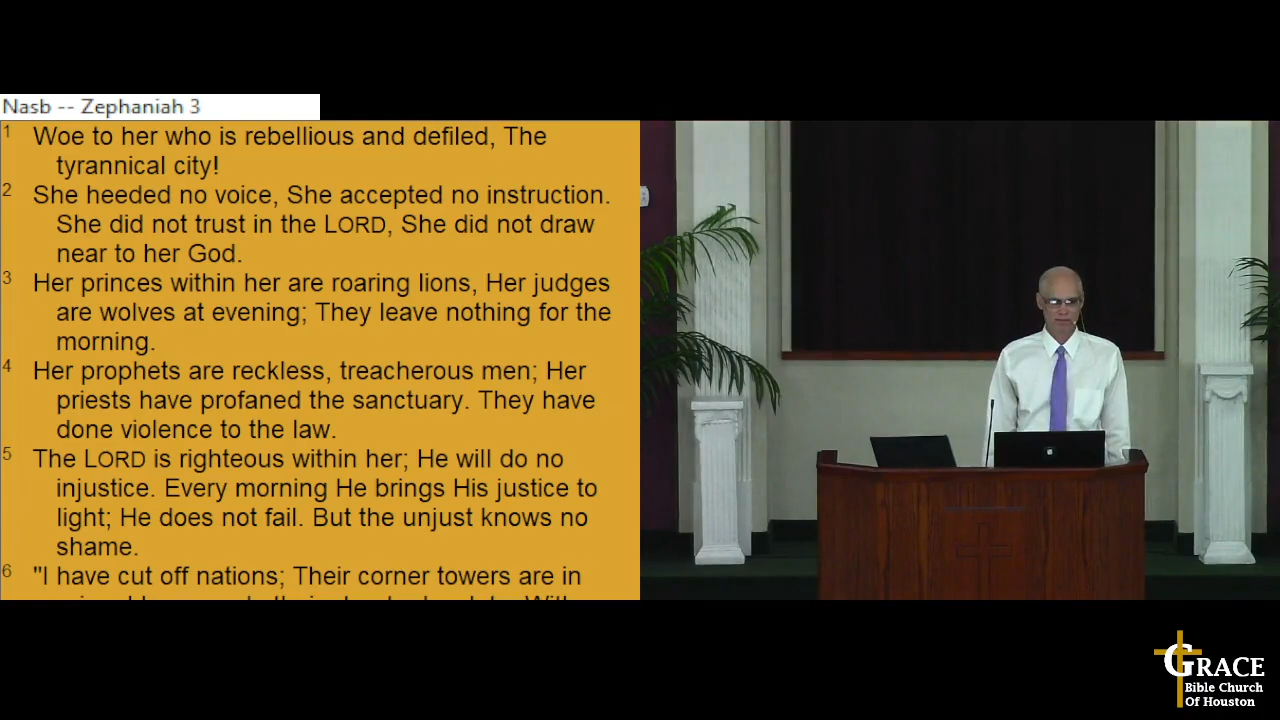 Nasb -- Zephaniah 3
1 Woe to her who is rebellious and defiled, The
tyrannical city!
2 She heeded no voice, She accepted no instruction.
She did not trust in the LORD, She did not draw
near to her God.
3 Her princes within her are roaring lions, Her judges
are wolves at evening; They leave nothing for the
morning.
4 Her prophets are reckless, treacherous men; Her
priests have profaned the sanctuary. They have
done violence to the law.
5 The LORD is righteous within her; He will do no
injustice. Every morning He brings His justice to
light; He does not fail. But the unjust knows no
shame.
6 "I have cut off nations; Their corner towers are in
GRACE
Bible Church
Of Houston